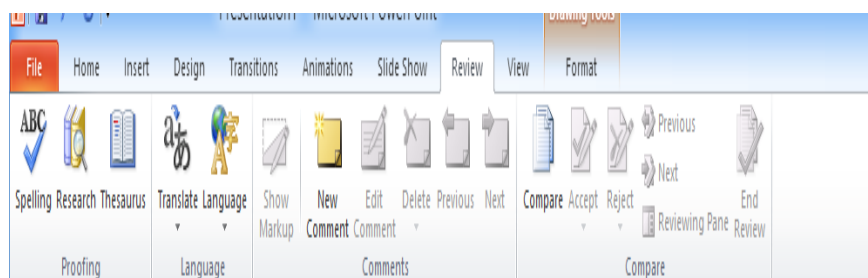 Presentation1 - Microsoft PowerPoint
Drawing Tools
File Home Insert Design Transitions Animations Slide Show Review View Format
ABC
Spelling Research Thesaurus Translate Language Show Markup New Comment Edit Comment Delete Previous Next Compare Accept Reject Previous Next Reviewing Pane End Review
Proofing Language Comments Compare